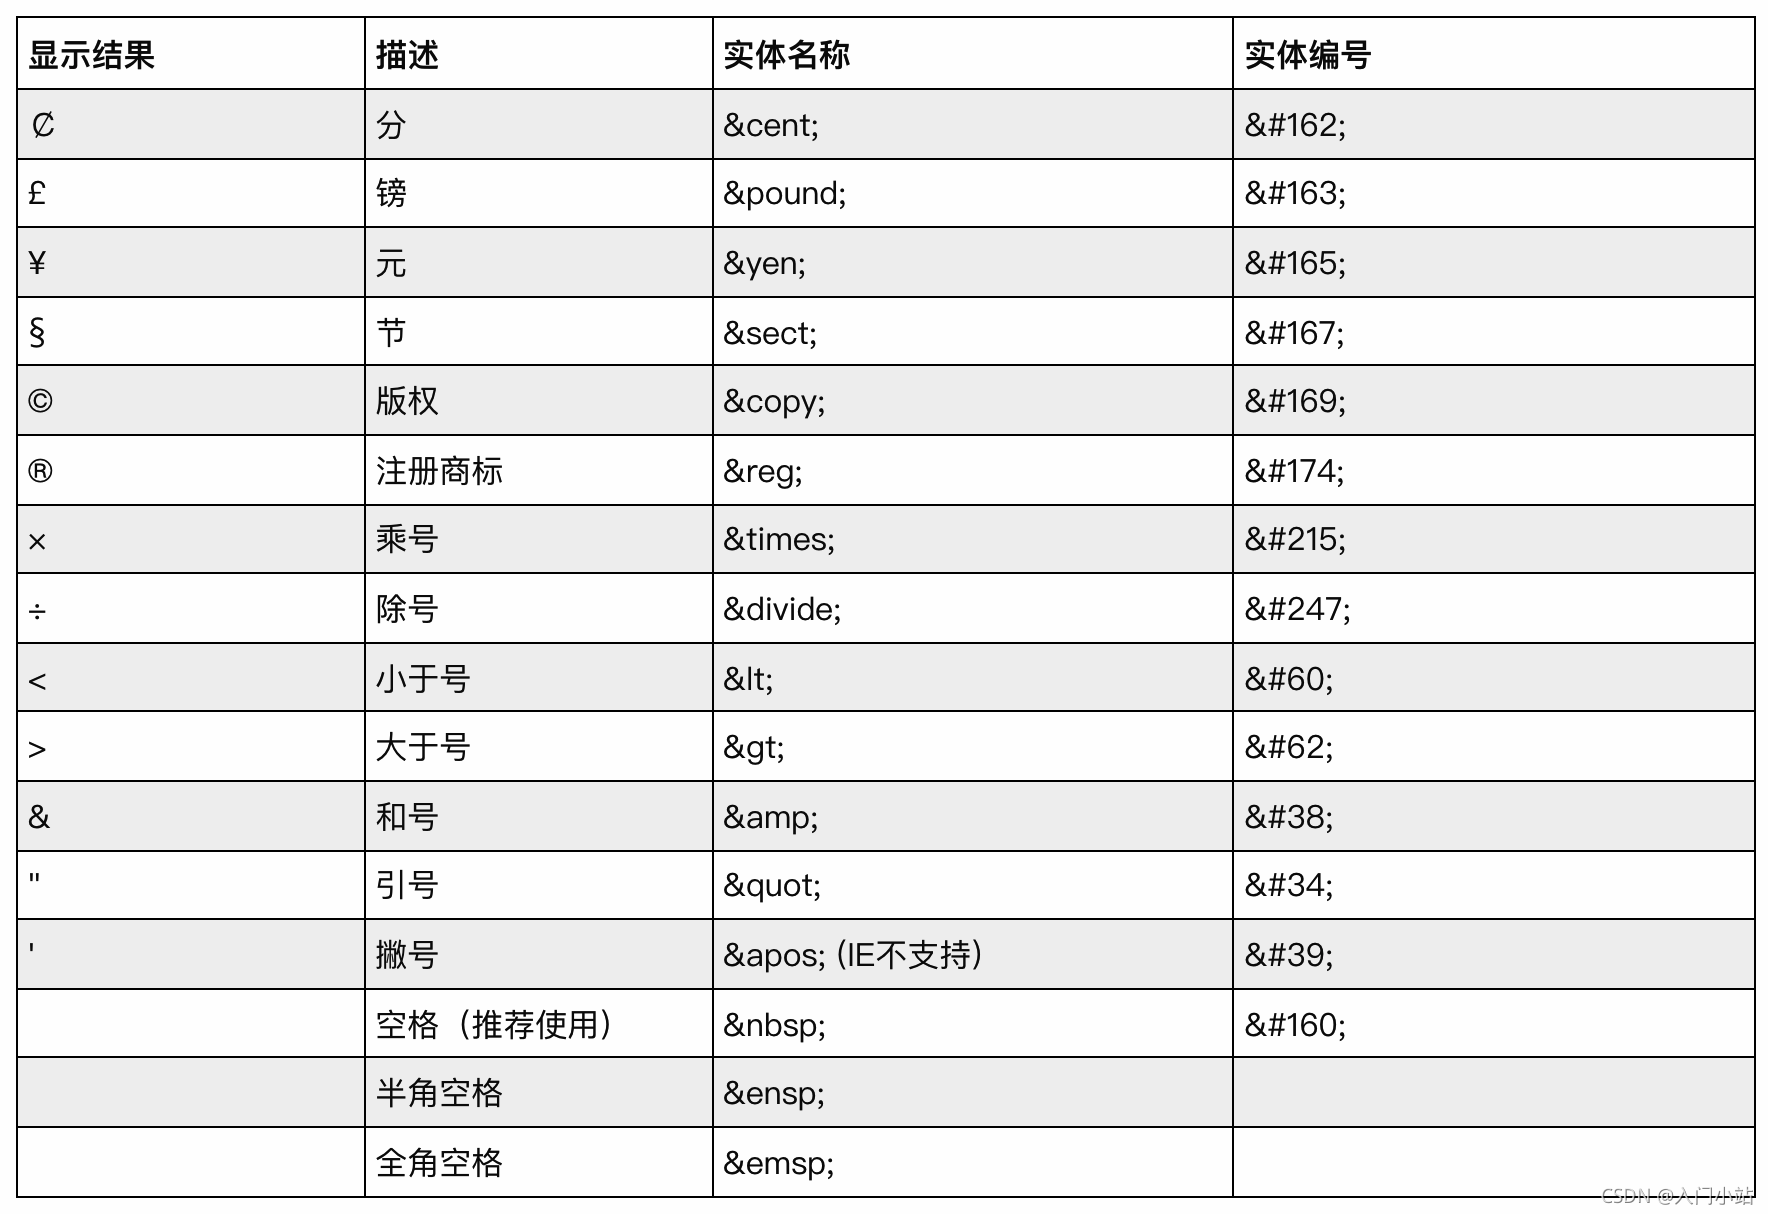 显示结果 描述 实体名称 实体编号
₡ 分 &cent; &#162;
£ 镑 &pound; &#163;
¥ 元 &yen; &#165;
§ 节 &sect; &#167;
© 版权 &copy; &#169;
® 注册商标 &reg; &#174;
× 乘号 &times; &#215;
÷ 除号 &divide; &#247;
< 小于号 &lt; &#60;
> 大于号 &gt; &#62;
& 和号 &amp; &#38;
" 引号 &quot; &#34;
' 撇号 &apos; (IE不支持) &#39;
空格（推荐使用） &nbsp; &#160;
半角空格 &ensp;
全角空格 &emsp;
CSDN @入门小站